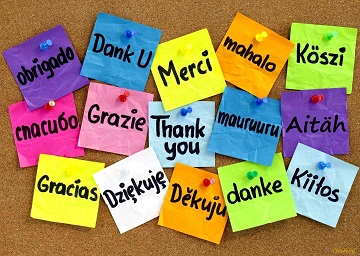 obrigado
Dank U
Merci
mahalo
Köszi
спасибо
Grazie
Thank
you
mauruuru
Aitäh
Gracias
Dziękuję
Děkuju
danke
Kiitos